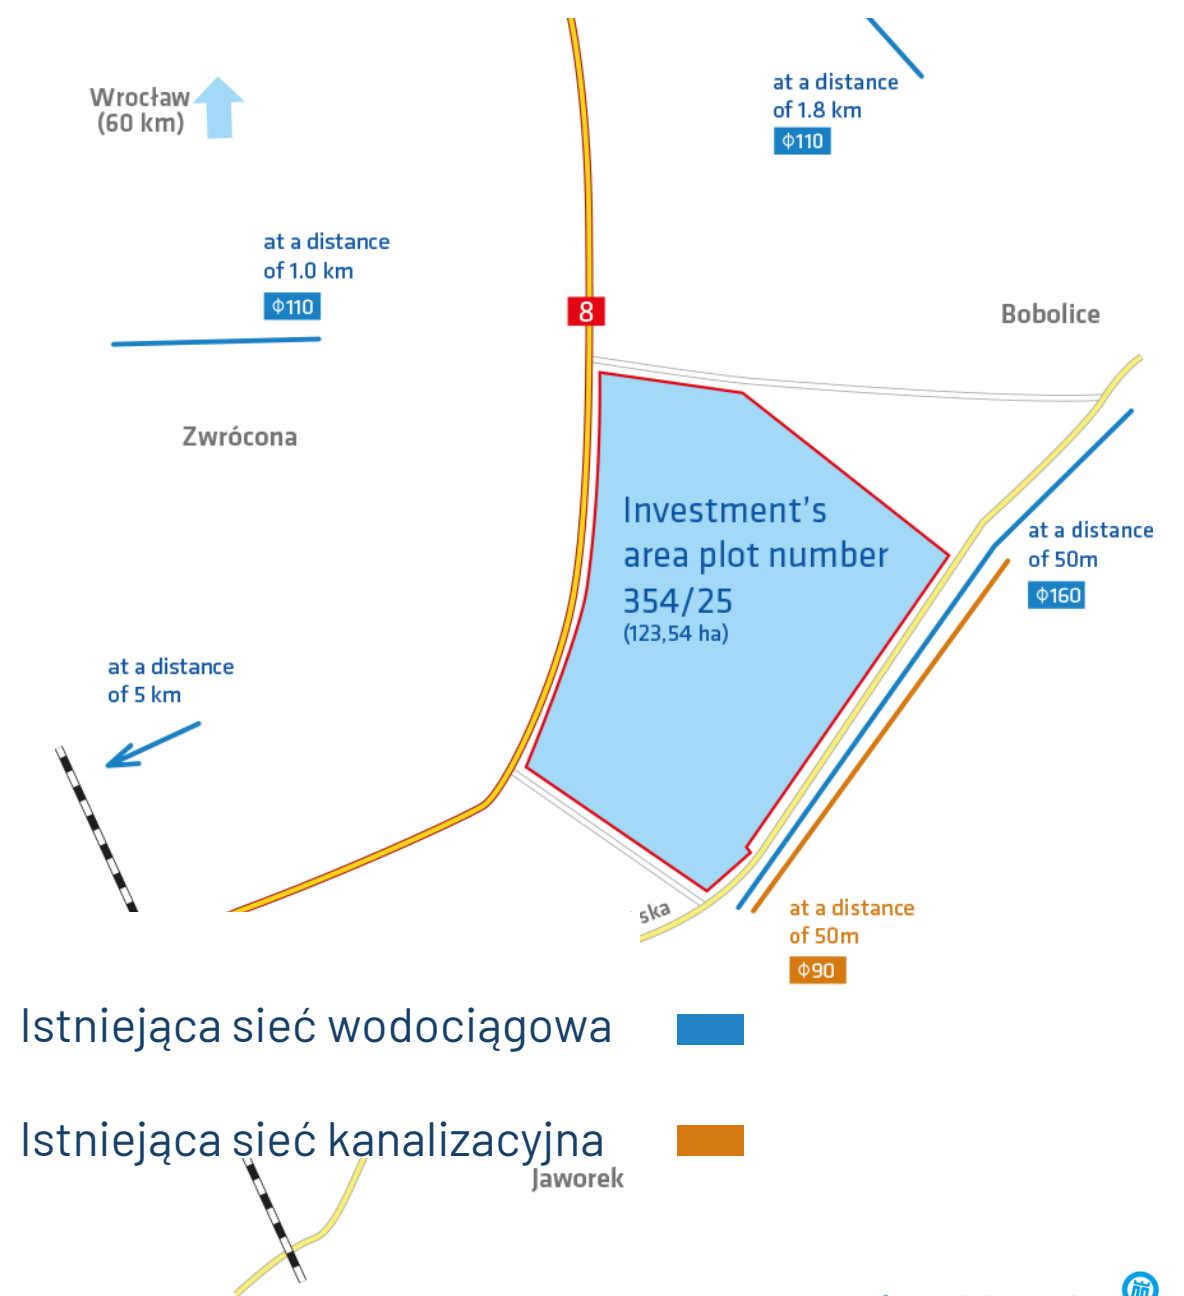 Wrocław
(60 km)
at a distance
of 1.8 km
Φ110
at a distance
of 1.0 km
Φ110
8
Bobolice
Zwrócona
Investment’s
area plot number
354/25
(123,54 ha)
at a distance
of 50m
Φ160
at a distance
of 5 km
ska
at a distance
of 50m
Φ90
Istniejąca sieć wodociągowa
Istniejąca sieć kanalizacyjna
Jaworek